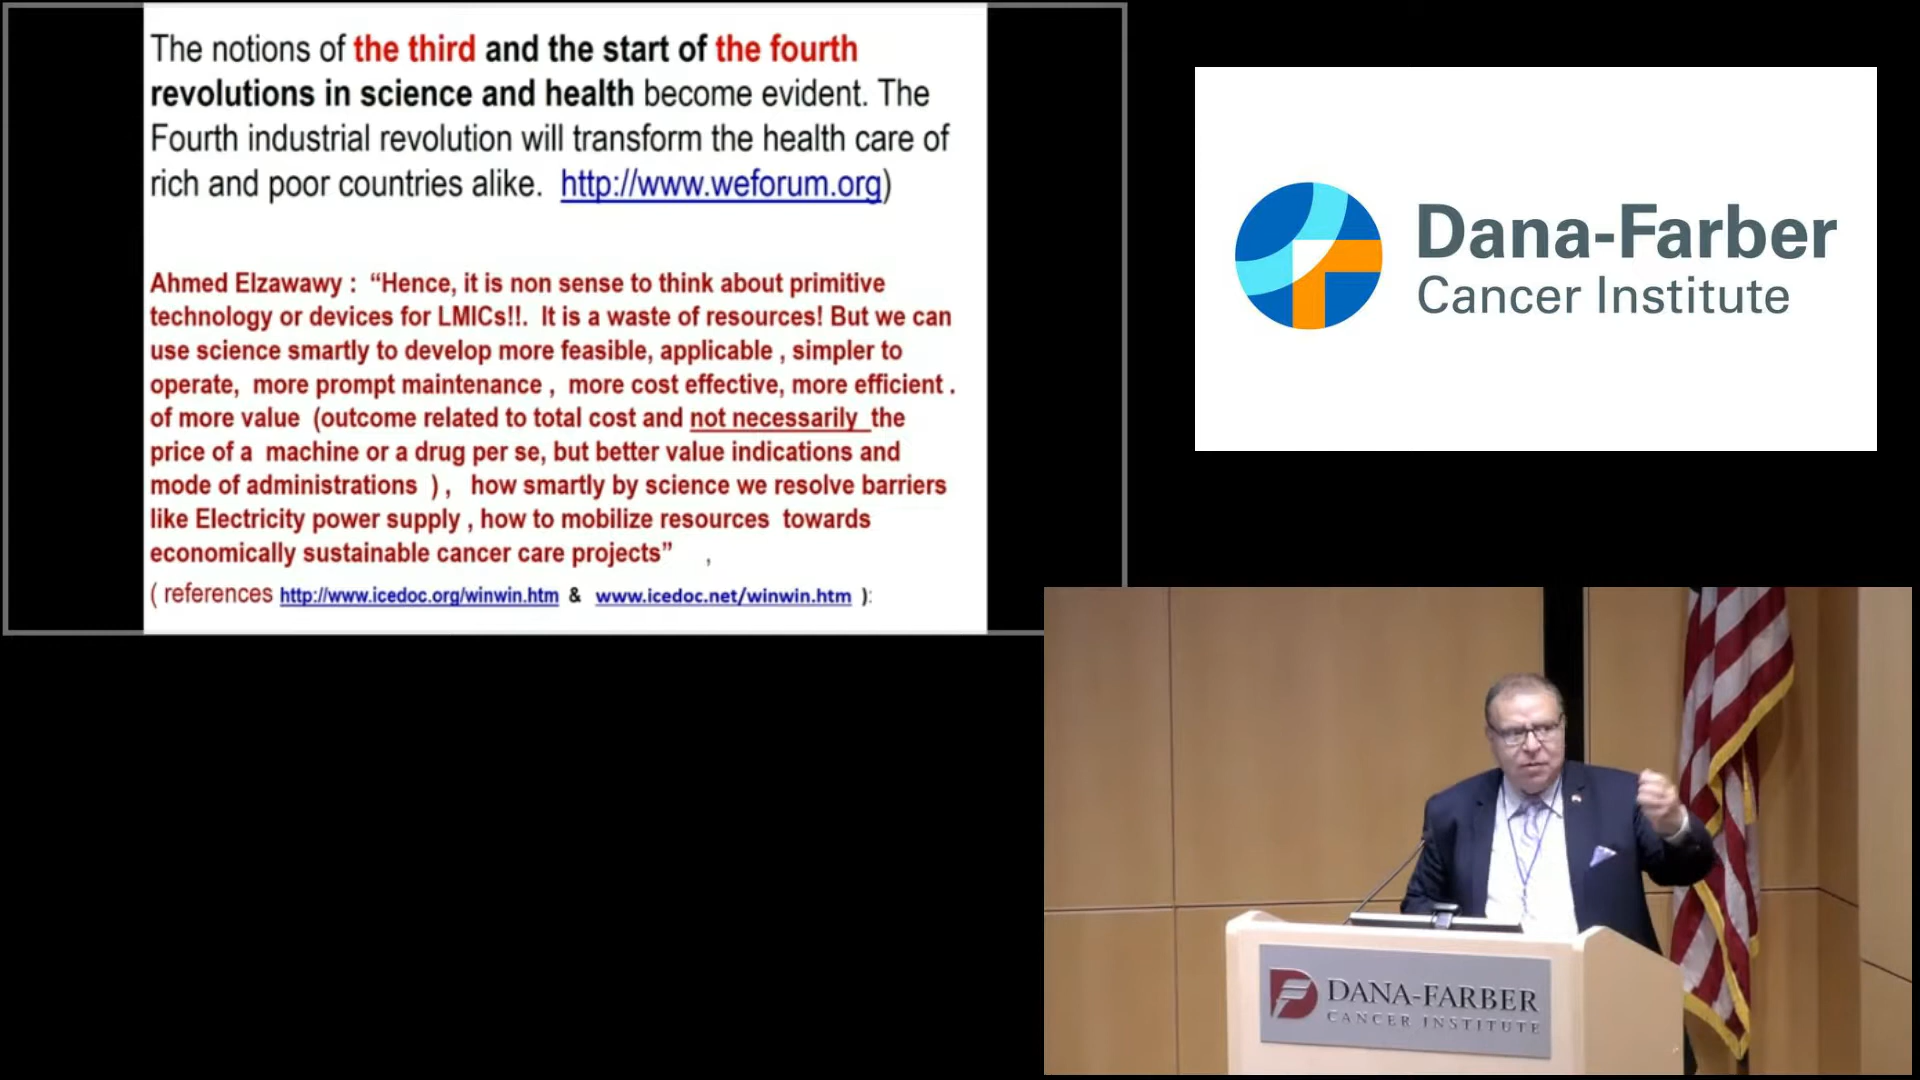 The notions of the third and the start of the fourth
revolutions in science and health become evident. The
Fourth industrial revolution will transform the health care of
rich and poor countries alike.  http://www.weforum.org)
Ahmed Elzawawy :  “Hence, it is non sense to think about primitive
technology or devices for LMICs!!.  It is a waste of resources! But we can
use science smartly to develop more feasible, applicable , simpler to
operate,  more prompt maintenance ,  more cost effective, more efficient .
of more value  (outcome related to total cost and not necessarily  the
price of a  machine or a drug per se, but better value indications and
mode of administrations  ) ,   how smartly by science we resolve barriers
like Electricity power supply , how to mobilize resources  towards
economically sustainable cancer care projects”    ,
( references http://www.icedoc.org/winwin.htm  &  www.icedoc.net/winwin.htm  ):
Dana-Farber
Cancer Institute
DANA-FARBER
CANCER INSTITUTE